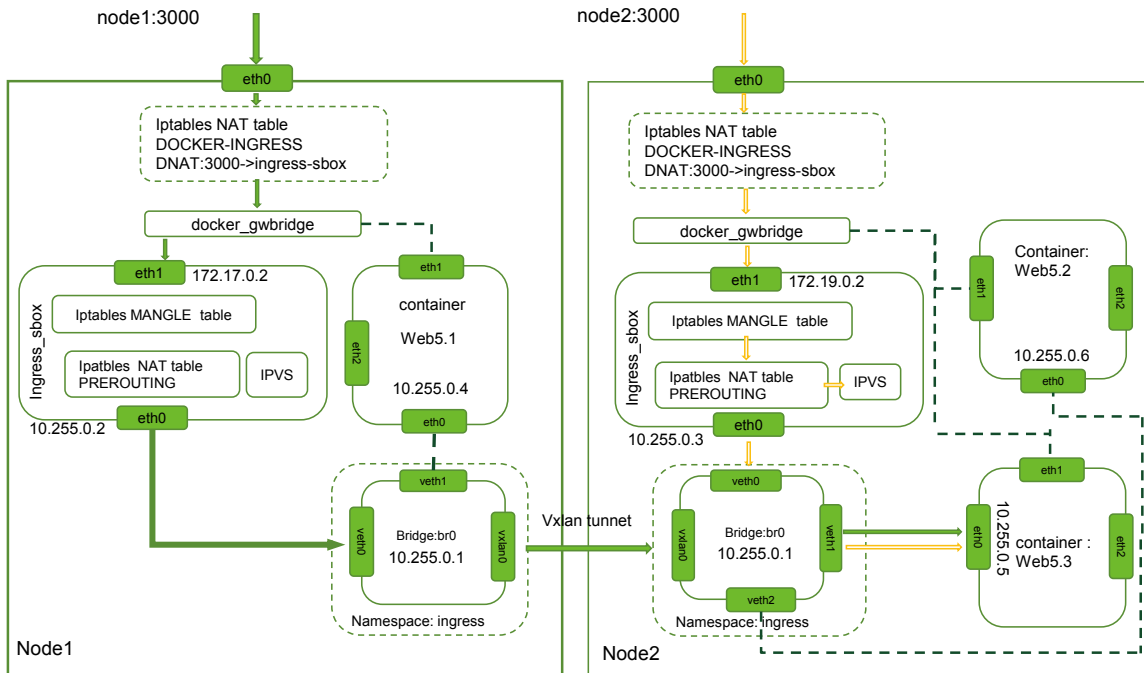 node1:3000
eth0
Iptables NAT table
DOCKER-INGRESS
DNAT:3000->ingress-sbox
docker_gwbridge
eth1
172.17.0.2
Ingress_sbox
Iptables MANGLE table
Ipatbles NAT table
PREROUTING
IPVS
eth0
10.255.0.2
eth1
container
Web5.1
eth2
10.255.0.4
eth0
veth1
veth0
Bridge:br0
10.255.0.1
vxlan0
Namespace: ingress
Node1
Vxlan tunnet
node2:3000
eth0
Iptables NAT table
DOCKER-INGRESS
DNAT:3000->ingress-sbox
docker_gwbridge
eth1
172.19.0.2
Ingress_sbox
Iptables MANGLE table
Ipatbles NAT table
PREROUTING
IPVS
eth0
10.255.0.3
veth0
vxlan0
Bridge:br0
10.255.0.1
veth1
veth2
Namespace: ingress
Node2
Container:
Web5.2
eth1
eth2
10.255.0.6
eth0
eth1
eth0
10.255.0.5
container :
Web5.3
eth2